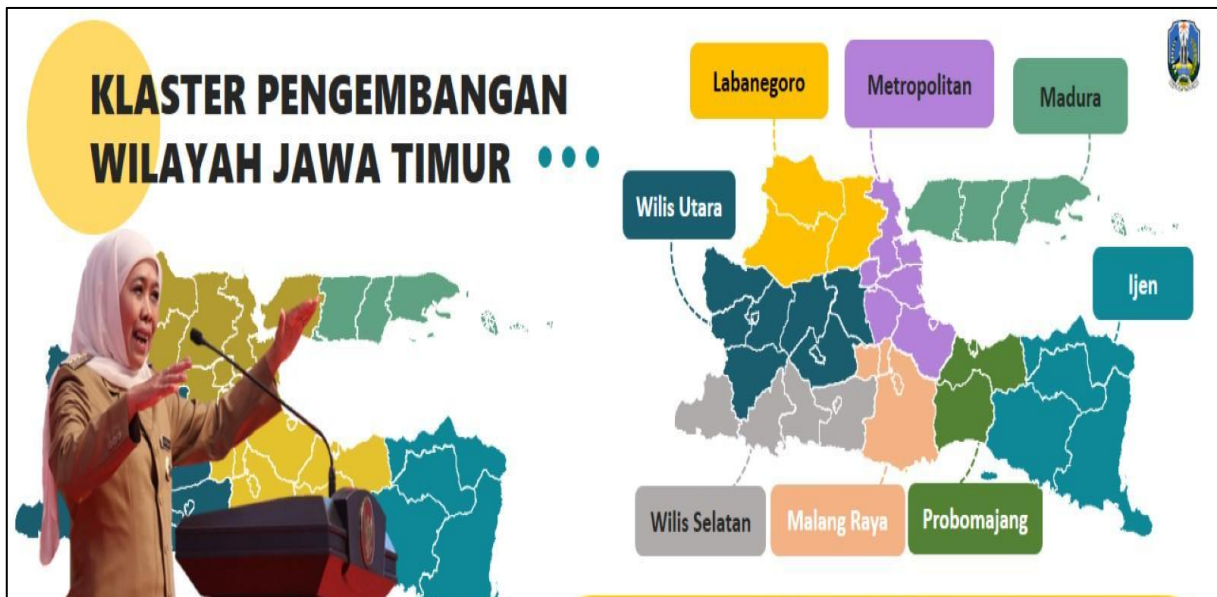 KLASTER PENGEMBANGAN
WILAYAH JAWA TIMUR
Labanegoro
Metropolitan
Madura
Wilis Utara
Ijen
Wilis Selatan
Malang Raya
Probomajang